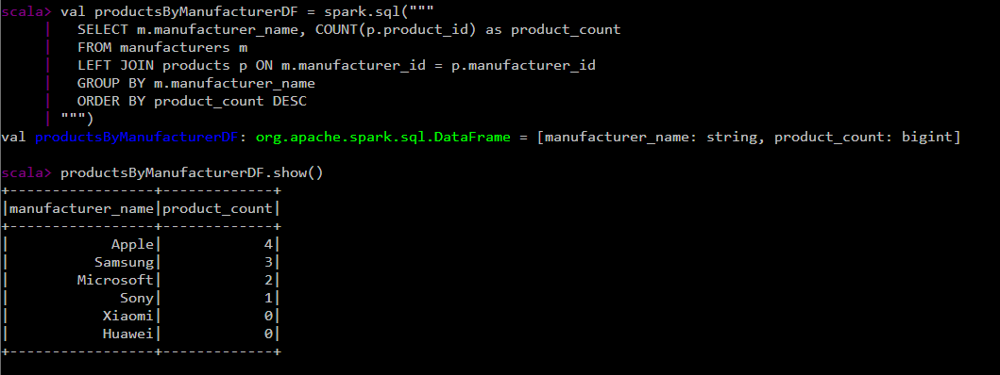 scala> val productsByManufacturerDF = spark.sql("""
     |   SELECT m.manufacturer_name, COUNT(p.product_id) as product_count
     |   FROM manufacturers m
     |   LEFT JOIN products p ON m.manufacturer_id = p.manufacturer_id
     |   GROUP BY m.manufacturer_name
     |   ORDER BY product_count DESC
     | """)
val productsByManufacturerDF: org.apache.spark.sql.DataFrame = [manufacturer_name: string, product_count: bigint]

scala> productsByManufacturerDF.show()
+-----------------+-------------+
|manufacturer_name|product_count|
+-----------------+-------------+
|            Apple|            4|
|          Samsung|            3|
|        Microsoft|            2|
|             Sony|            1|
|           Xiaomi|            0|
|           Huawei|            0|
+-----------------+-------------+